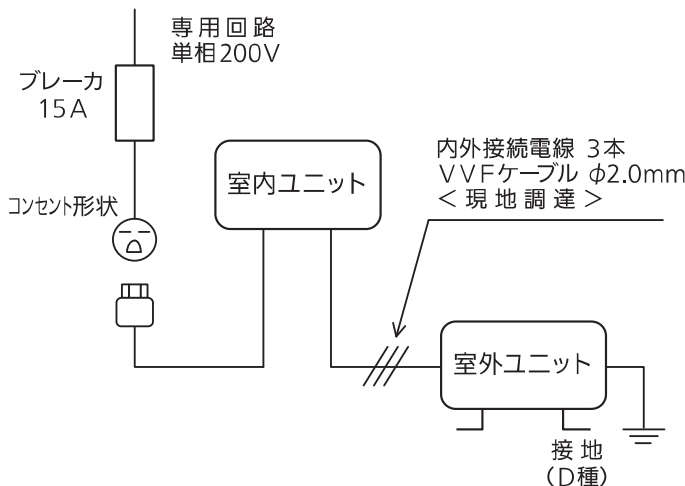 専用回路
単相200V
ブレーカ
15A
コンセント形状
室内ユニット
内外接続電線 3本
VVFケーブル φ2.0mm
<現地調達>
室外ユニット
接地
(D種)